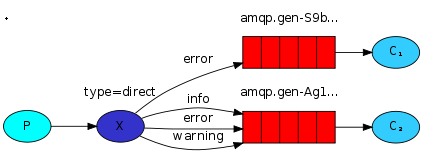 amqp.gen-S9b...
error
C₁
type=direct
info
amqp.gen-Ag1...
P
X
error
C₂
warning